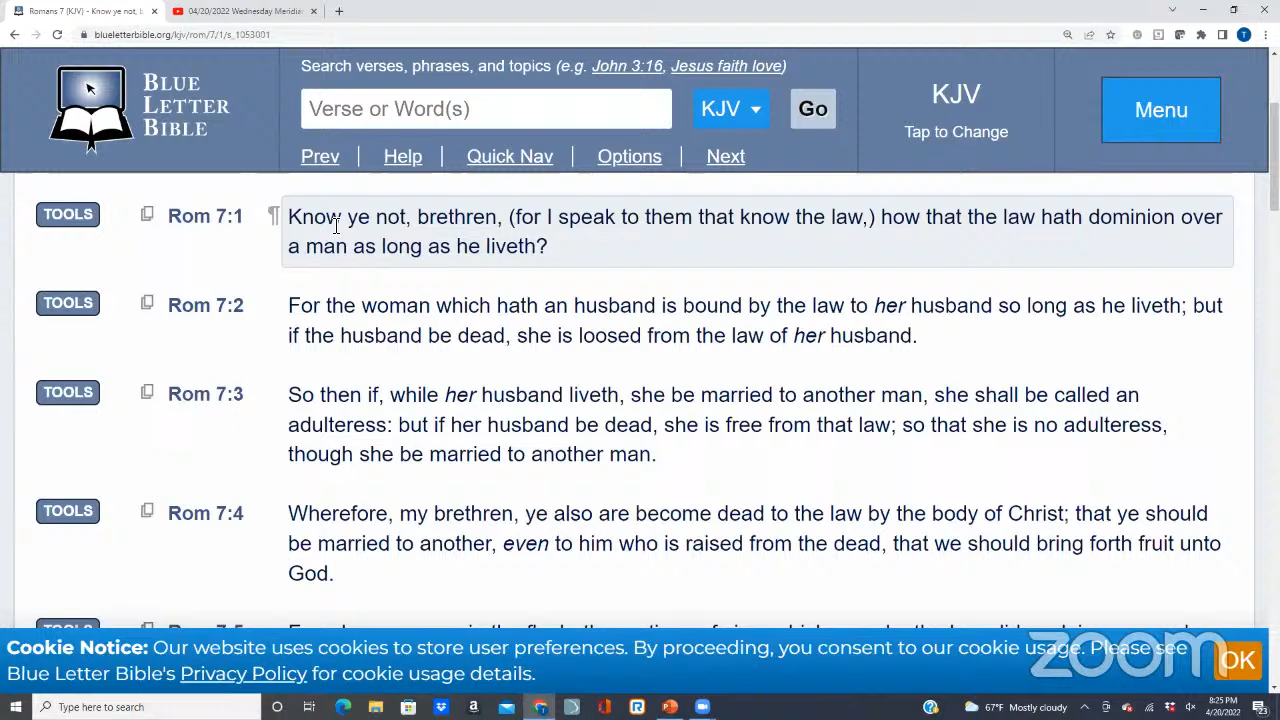 Romans 7 (KJV) - Know ye not, b
04/20/2022 Wednesday Meridia
blueletterbible.org/kjv/rom/7/1/s_1053001
T
BLUE
LETTER
BIBLE
Search verses, phrases, and topics (e.g. John 3:16, Jesus faith love)
Verse or Word(s)
KJV
Go
Prev
Help
Quick Nav
Options
Next
KJV
Tap to Change
Menu
TOOLS Rom 7:1 ¶ Know ye not, brethren, (for I speak to them that know the law,) how that the law hath dominion over
a man as long as he liveth?
TOOLS Rom 7:2 For the woman which hath an husband is bound by the law to her husband so long as he liveth; but
if the husband be dead, she is loosed from the law of her husband.
TOOLS Rom 7:3 So then if, while her husband liveth, she be married to another man, she shall be called an
adulteress: but if her husband be dead, she is free from that law; so that she is no adulteress,
though she be married to another man.
TOOLS Rom 7:4 Wherefore, my brethren, ye also are become dead to the law by the body of Christ; that ye should
be married to another, even to him who is raised from the dead, that we should bring forth fruit unto
God.
Cookie Notice: Our website uses cookies to store user preferences. By proceeding, you consent to our cookie usage. Please see
Blue Letter Bible's Privacy Policy for cookie usage details.
OK
zoom
Type here to search
67°F Mostly cloudy
8:25 PM
4/20/2022
23